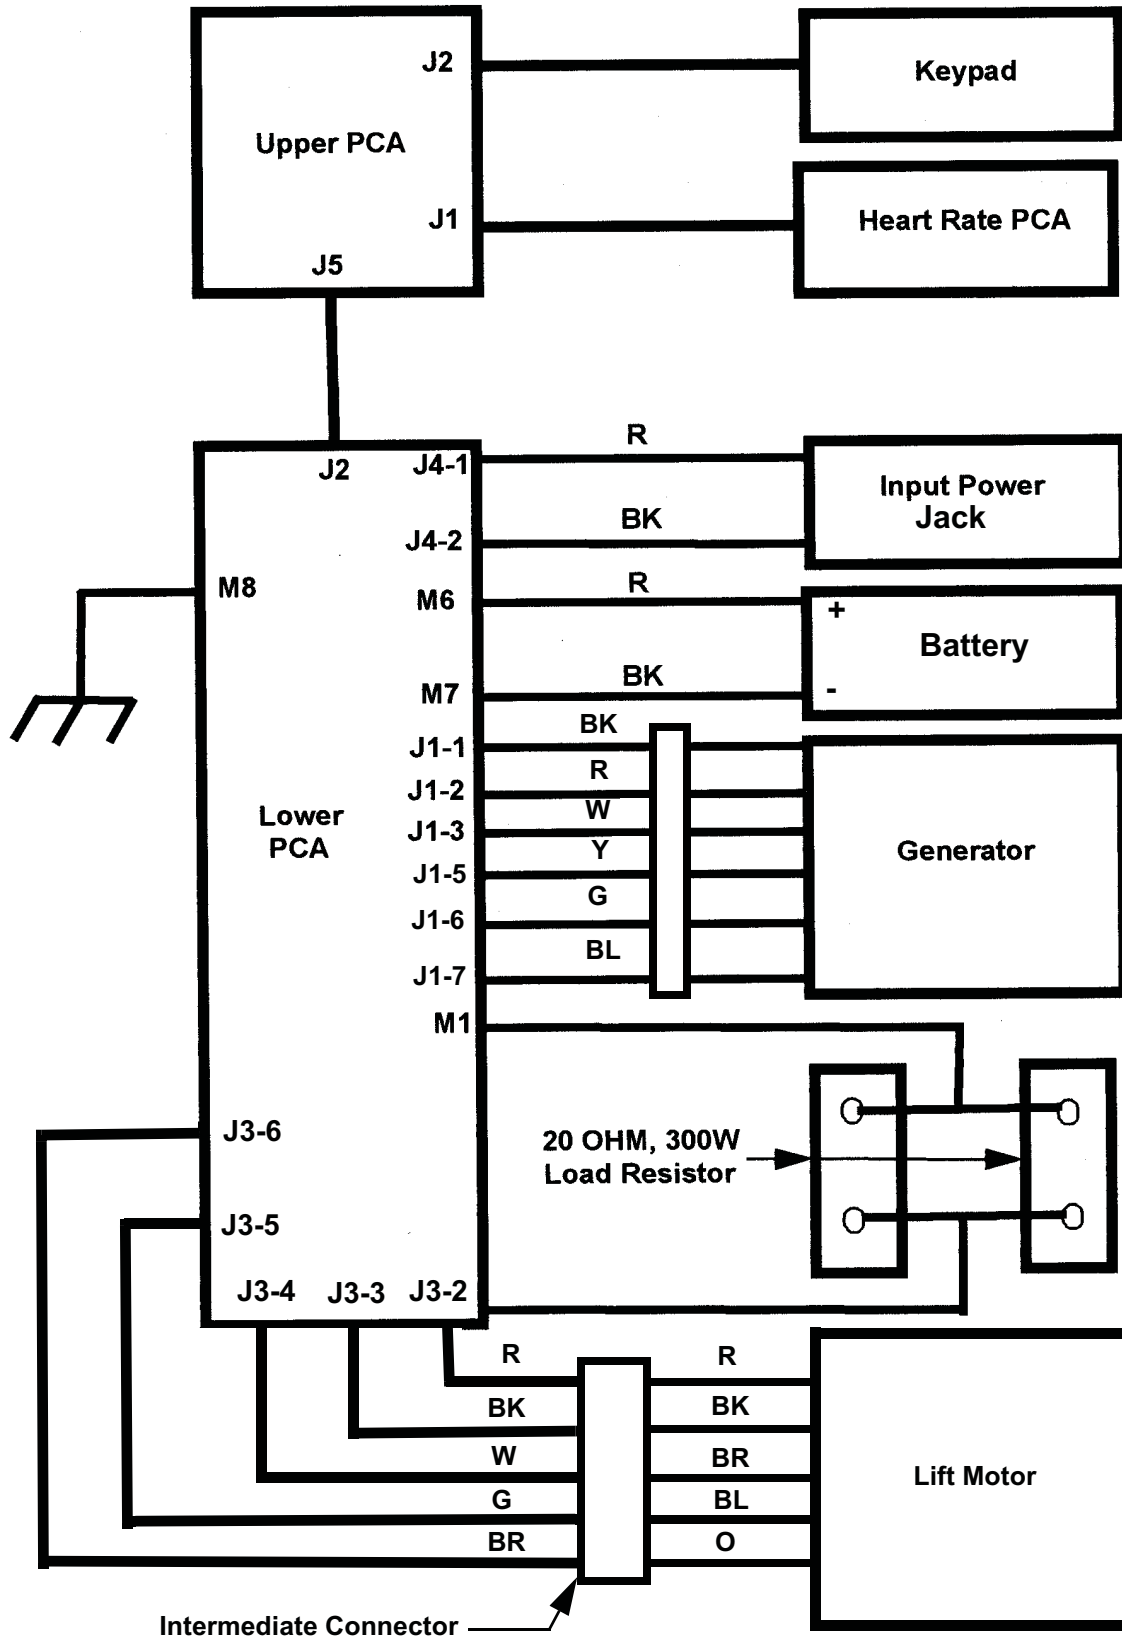 J2
Keypad
Upper PCA
J1
Heart Rate PCA
J5
J2
J4-1
R
Input Power
Jack
J4-2
BK
M8
M6
R
+
Battery
M7
BK
-
J1-1
BK
J1-2
R
J1-3
W
Lower
PCA
Generator
J1-5
Y
J1-6
G
J1-7
BL
M1
J3-6
20 OHM, 300W
Load Resistor
J3-5
J3-4
J3-3
J3-2
R
R
BK
BK
W
BR
Lift Motor
G
BL
BR
O
Intermediate Connector